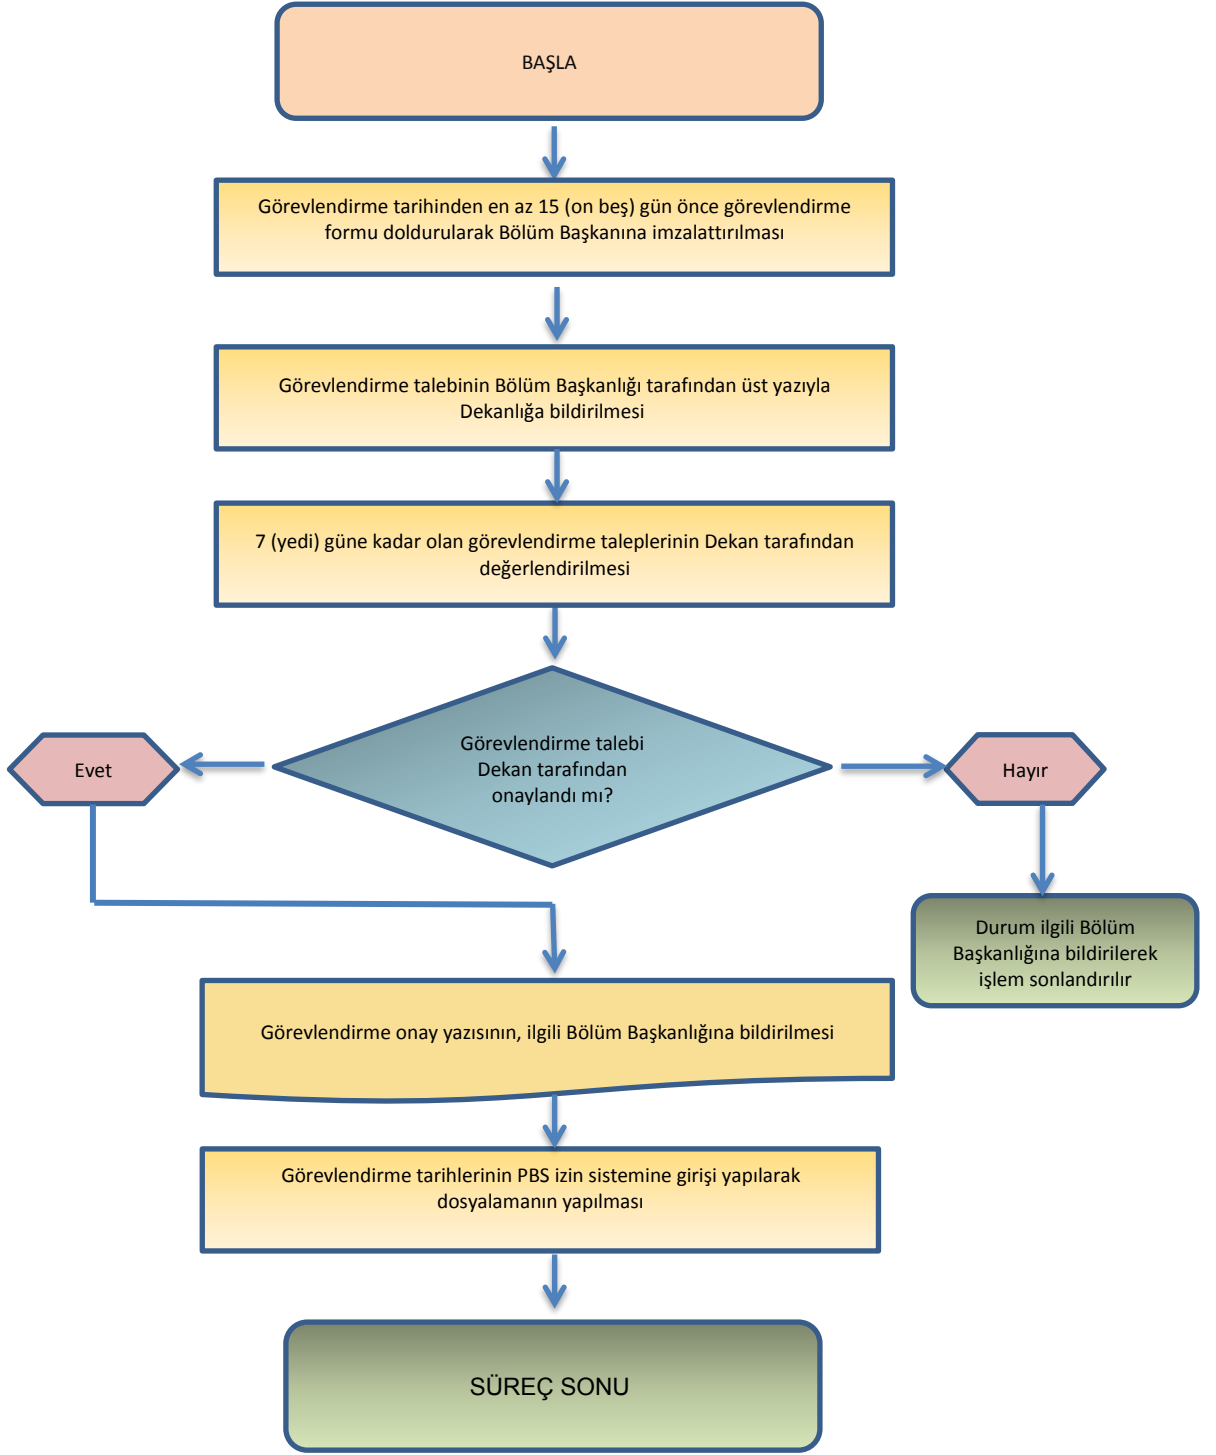 BAŞLA
Görevlendirme tarihinden en az 15 (on beş) gün önce görevlendirme
formu doldurularak Bölüm Başkanına imzalattırılması
Görevlendirme talebinin Bölüm Başkanlığı tarafından üst yazıyla
Dekanlığa bildirilmesi
7 (yedi) güne kadar olan görevlendirme taleplerinin Dekan tarafından
değerlendirilmesi
Görevlendirme talebi
Dekan tarafından
onaylandı mı?
Evet
Hayır
Durum ilgili Bölüm
Başkanlığına bildirilerek
işlem sonlandırılır
Görevlendirme onay yazısının, ilgili Bölüm Başkanlığına bildirilmesi
Görevlendirme tarihlerinin PBS izin sistemine girişi yapılarak
dosyalamanın yapılması
SÜREÇ SONU